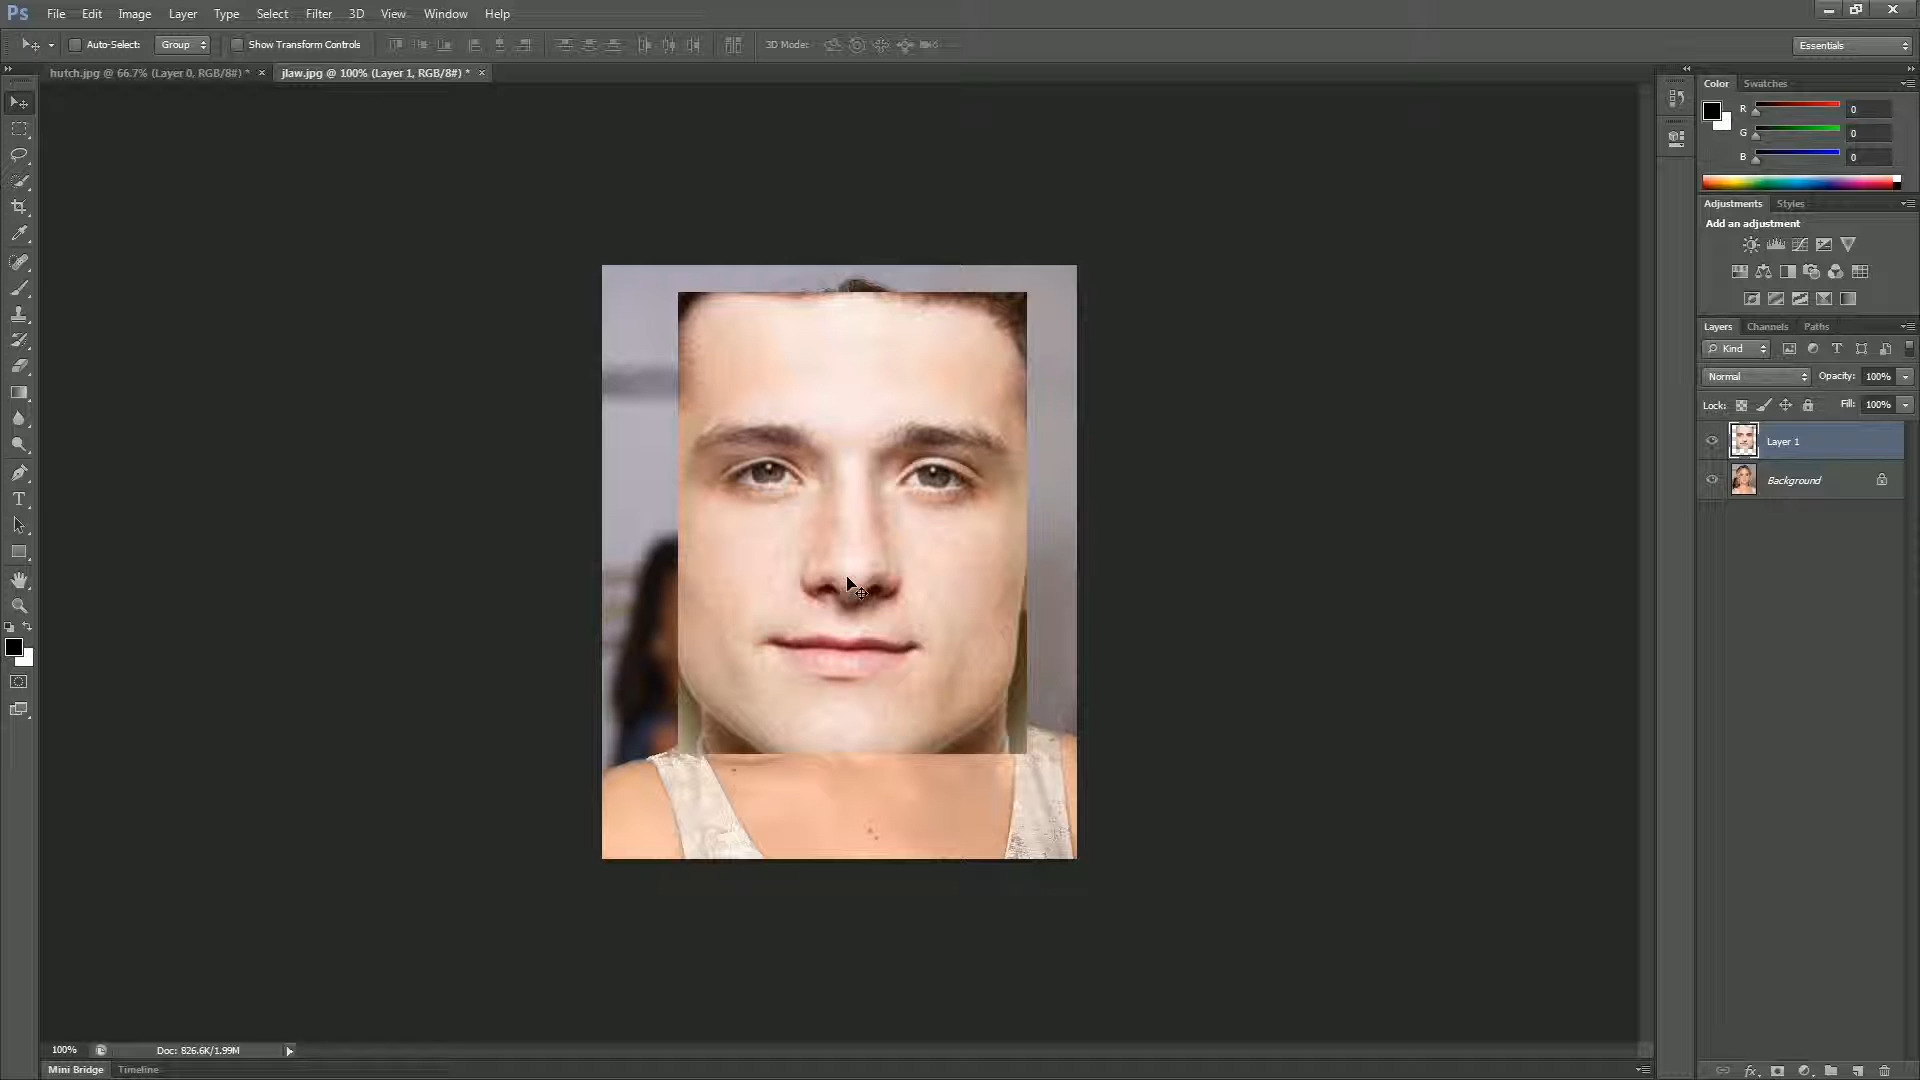 Ps File Edit Image Layer Type Select Filter 3D View Window Help
Auto-Select: Group Show Transform Controls 3D Mode: Essentials
hutch.jpg @ 66.7% (Layer 0, RGB/8#) * jlaw.jpg @ 100% (Layer 1, RGB/8#) *
Color Swatches
R 0
G 0
B 0
Adjustments Styles
Add an adjustment
Layers Channels Paths
Kind
Normal Opacity: 100%
Lock: Fill: 100%
Layer 1
Background
100% Doc: 826.6K/1.99M
Mini Bridge Timeline